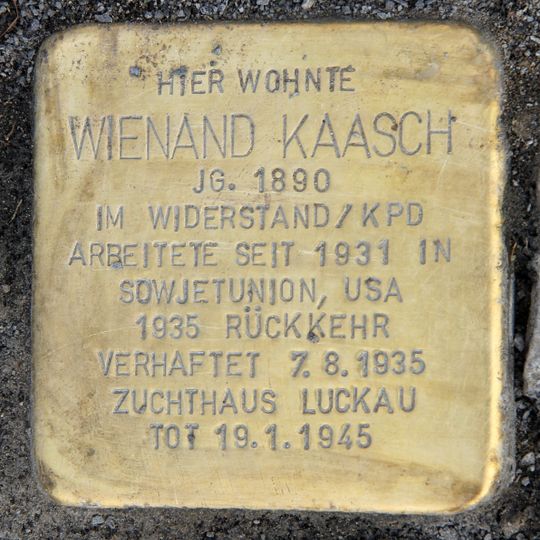 HIER WOHNTE
WIENAND KAASCH
JG. 1890
IM WIDERSTAND/KPD
ARBEITETE SEIT 1931 IN
SOWJETUNION, USA
1935 RÜCKKEHR
VERHAFTET 7.8.1935
ZUCHTHAUS LUCKAU
TOT 19.1.1945